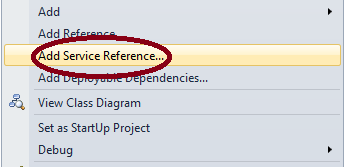 Add
Add Reference...
Add Service Reference...
Add Deployable Dependencies...
View Class Diagram
Set as StartUp Project
Debug